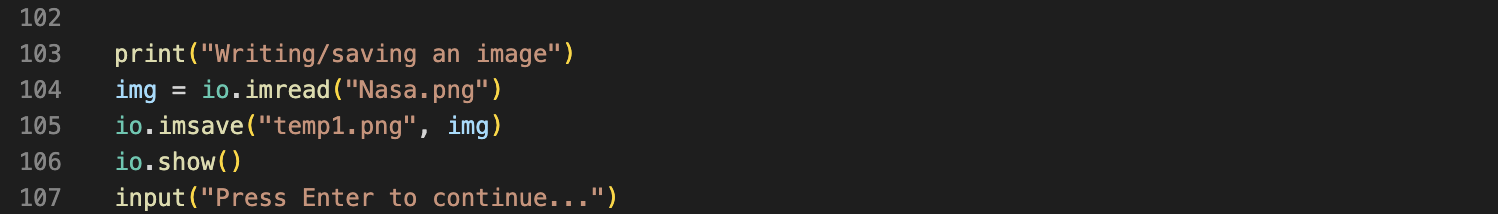 102
103 print("Writing/saving an image")
104 img = io.imread("Nasa.png")
105 io.imsave("temp1.png", img)
106 io.show()
107 input("Press Enter to continue...")